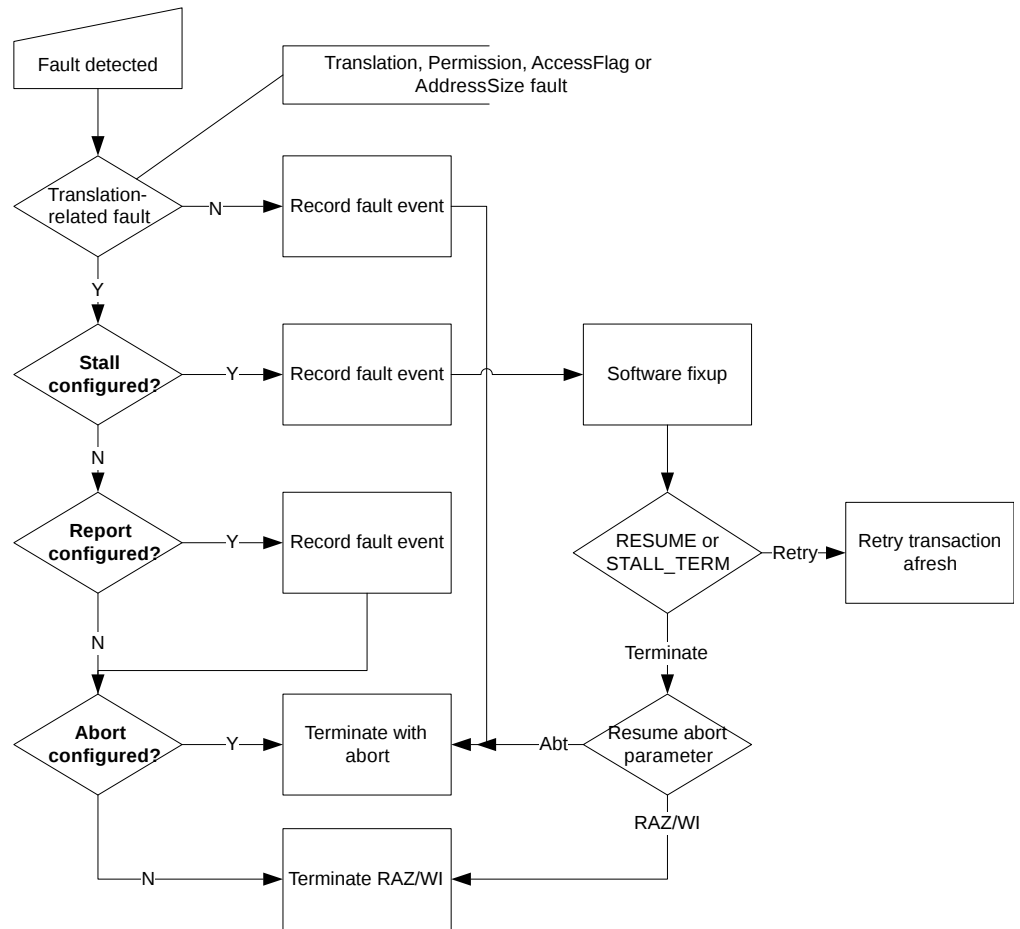 Fault detected
Translation, Permission, AccessFlag or
AddressSize fault
Translation-
related fault
N
Record fault event
Y
Stall
configured?
Y
Record fault event
Software fixup
N
Report
configured?
Y
Record fault event
RESUME or
STALL_TERM
Retry
Retry transaction
afresh
N
Terminate
Abort
configured?
Y
Terminate with
abort
Abt
Resume abort
parameter
RAZ/WI
N
Terminate RAZ/WI